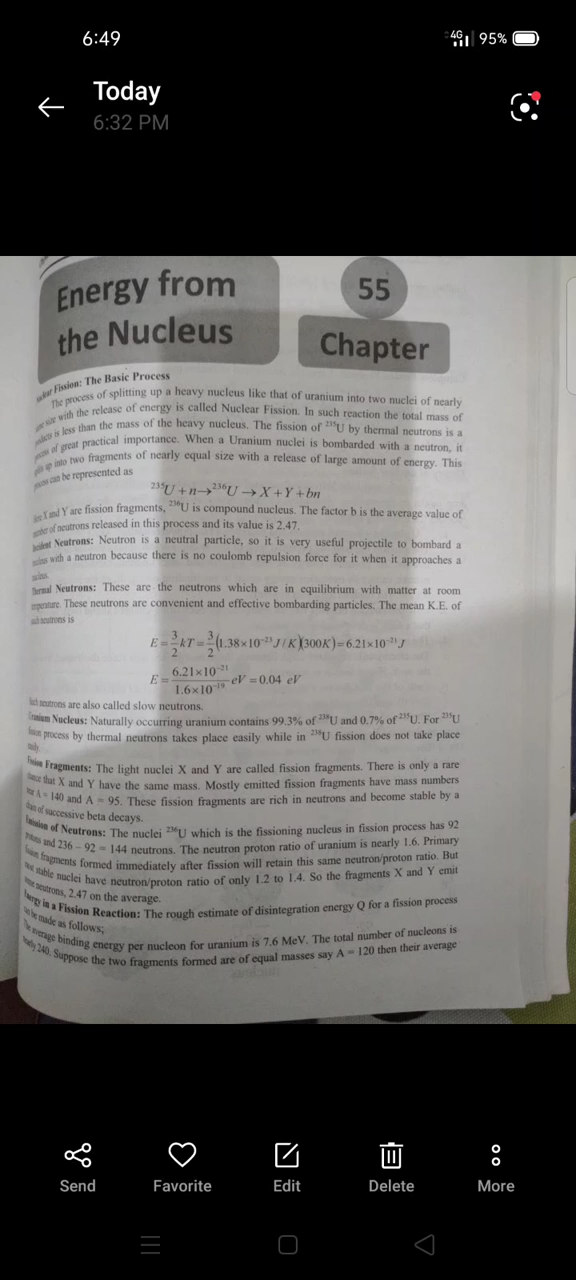 6:49
4G 95%
Today
6:32 PM
Energy from
the Nucleus
55
Chapter
Fission: The Basic Process
The process of splitting up a heavy nucleus like that of uranium into two nuclei of nearly
size with the release of energy is called Nuclear Fission. In such reaction the total mass of
is less than the mass of the heavy nucleus. The fission of ²³⁵U by thermal neutrons is a
of great practical importance. When a Uranium nuclei is bombarded with a neutron, it
up into two fragments of nearly equal size with a release of large amount of energy. This
can be represented as
²³⁵U + n → ²³⁶U → X + Y + bn
X and Y are fission fragments, ²³⁶U is compound nucleus. The factor b is the average value of
of neutrons released in this process and its value is 2.47.
Neutrons: Neutron is a neutral particle, so it is very useful projectile to bombard a
with a neutron because there is no coulomb repulsion force for it when it approaches a
nucleus.
Thermal Neutrons: These are the neutrons which are in equilibrium with matter at room
temperature. These neutrons are convenient and effective bombarding particles. The mean K.E. of
such neutrons is
E = 3/2 kT = 3/2 (1.38×10⁻²³ J / K)(300K) = 6.21×10⁻²¹ J
E = 6.21×10⁻²¹ / 1.6×10⁻¹⁹ eV = 0.04 eV
Such neutrons are also called slow neutrons.
Uranium Nucleus: Naturally occurring uranium contains 99.3% of ²³⁸U and 0.7% of ²³⁵U. For ²³⁵U
fission process by thermal neutrons takes place easily while in ²³⁸U fission does not take place
easily.
Fission Fragments: The light nuclei X and Y are called fission fragments. There is only a rare
chance that X and Y have the same mass. Mostly emitted fission fragments have mass numbers
A = 140 and A = 95. These fission fragments are rich in neutrons and become stable by a
of successive beta decays.
Emission of Neutrons: The nuclei ²³⁶U which is the fissioning nucleus in fission process has 92
protons and 236 – 92 = 144 neutrons. The neutron proton ratio of uranium is nearly 1.6. Primary
fission fragments formed immediately after fission will retain this same neutron/proton ratio. But
stable nuclei have neutron/proton ratio of only 1.2 to 1.4. So the fragments X and Y emit
neutrons, 2.47 on the average.
Energy in a Fission Reaction: The rough estimate of disintegration energy Q for a fission process
can be made as follows;
The average binding energy per nucleon for uranium is 7.6 MeV. The total number of nucleons is
nearly 240. Suppose the two fragments formed are of equal masses say A = 120 then their average
Send
Favorite
Edit
Delete
More